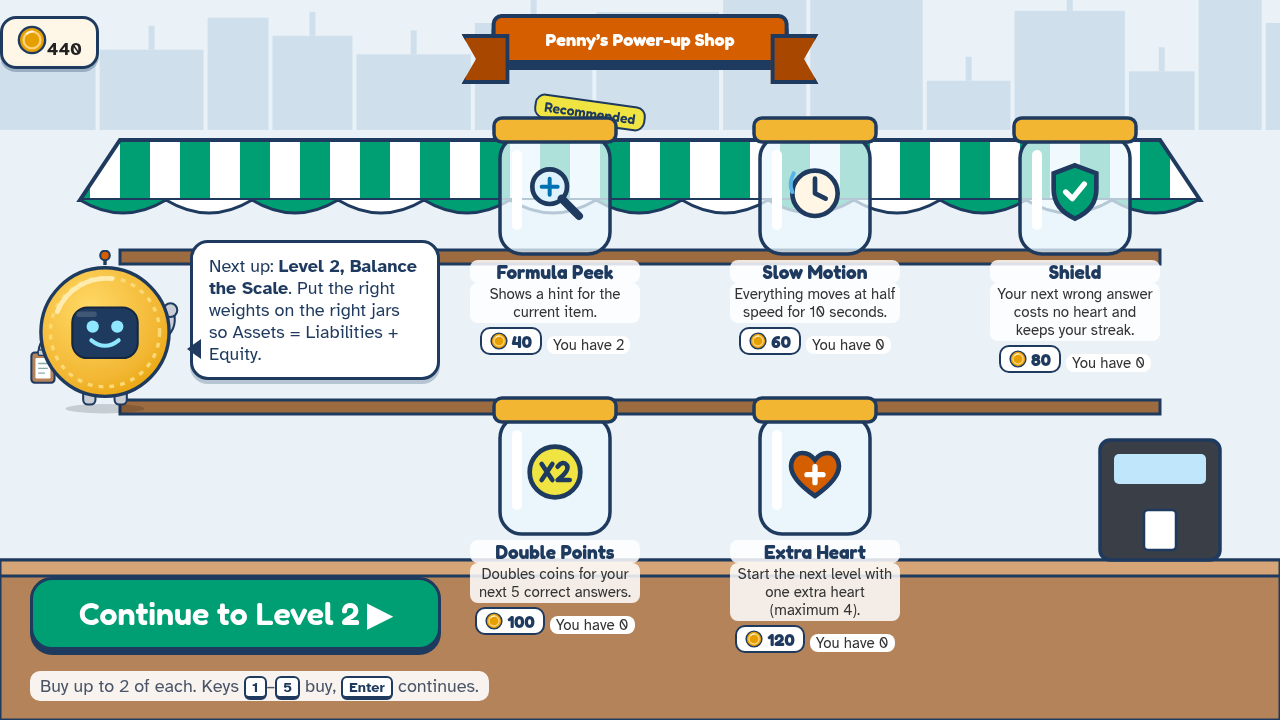 440
Penny's Power-up Shop
Recommended
Next up: Level 2, Balance
the Scale. Put the right
weights on the right jars
so Assets = Liabilities +
Equity.
Formula Peek
Shows a hint for the
current item.
40 You have 2
Slow Motion
Everything moves at half
speed for 10 seconds.
60 You have 0
Shield
Your next wrong answer
costs no heart and
keeps your streak.
80 You have 0
X2
Double Points
Doubles coins for your
next 5 correct answers.
100 You have 0
Extra Heart
Start the next level with
one extra heart
(maximum 4).
120 You have 0
Continue to Level 2 ▶
Buy up to 2 of each. Keys 1–5 buy, Enter continues.